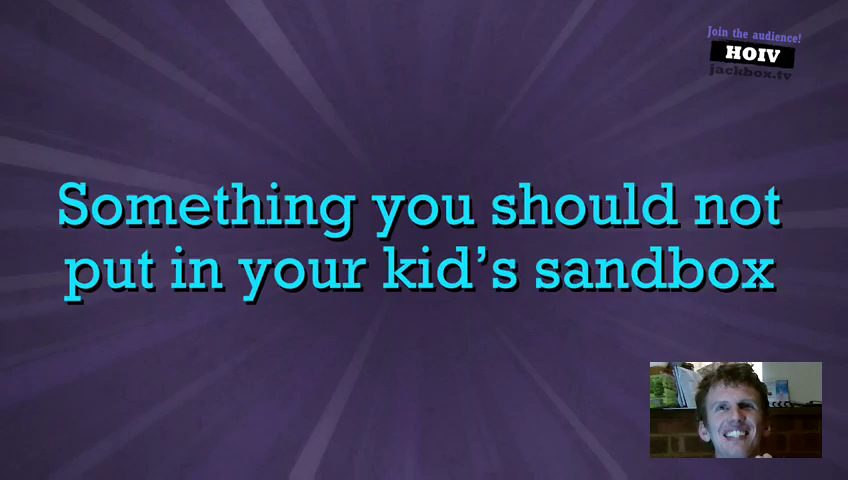 Join the audience!
HOIV
jackbox.tv
Something you should not
put in your kid's sandbox